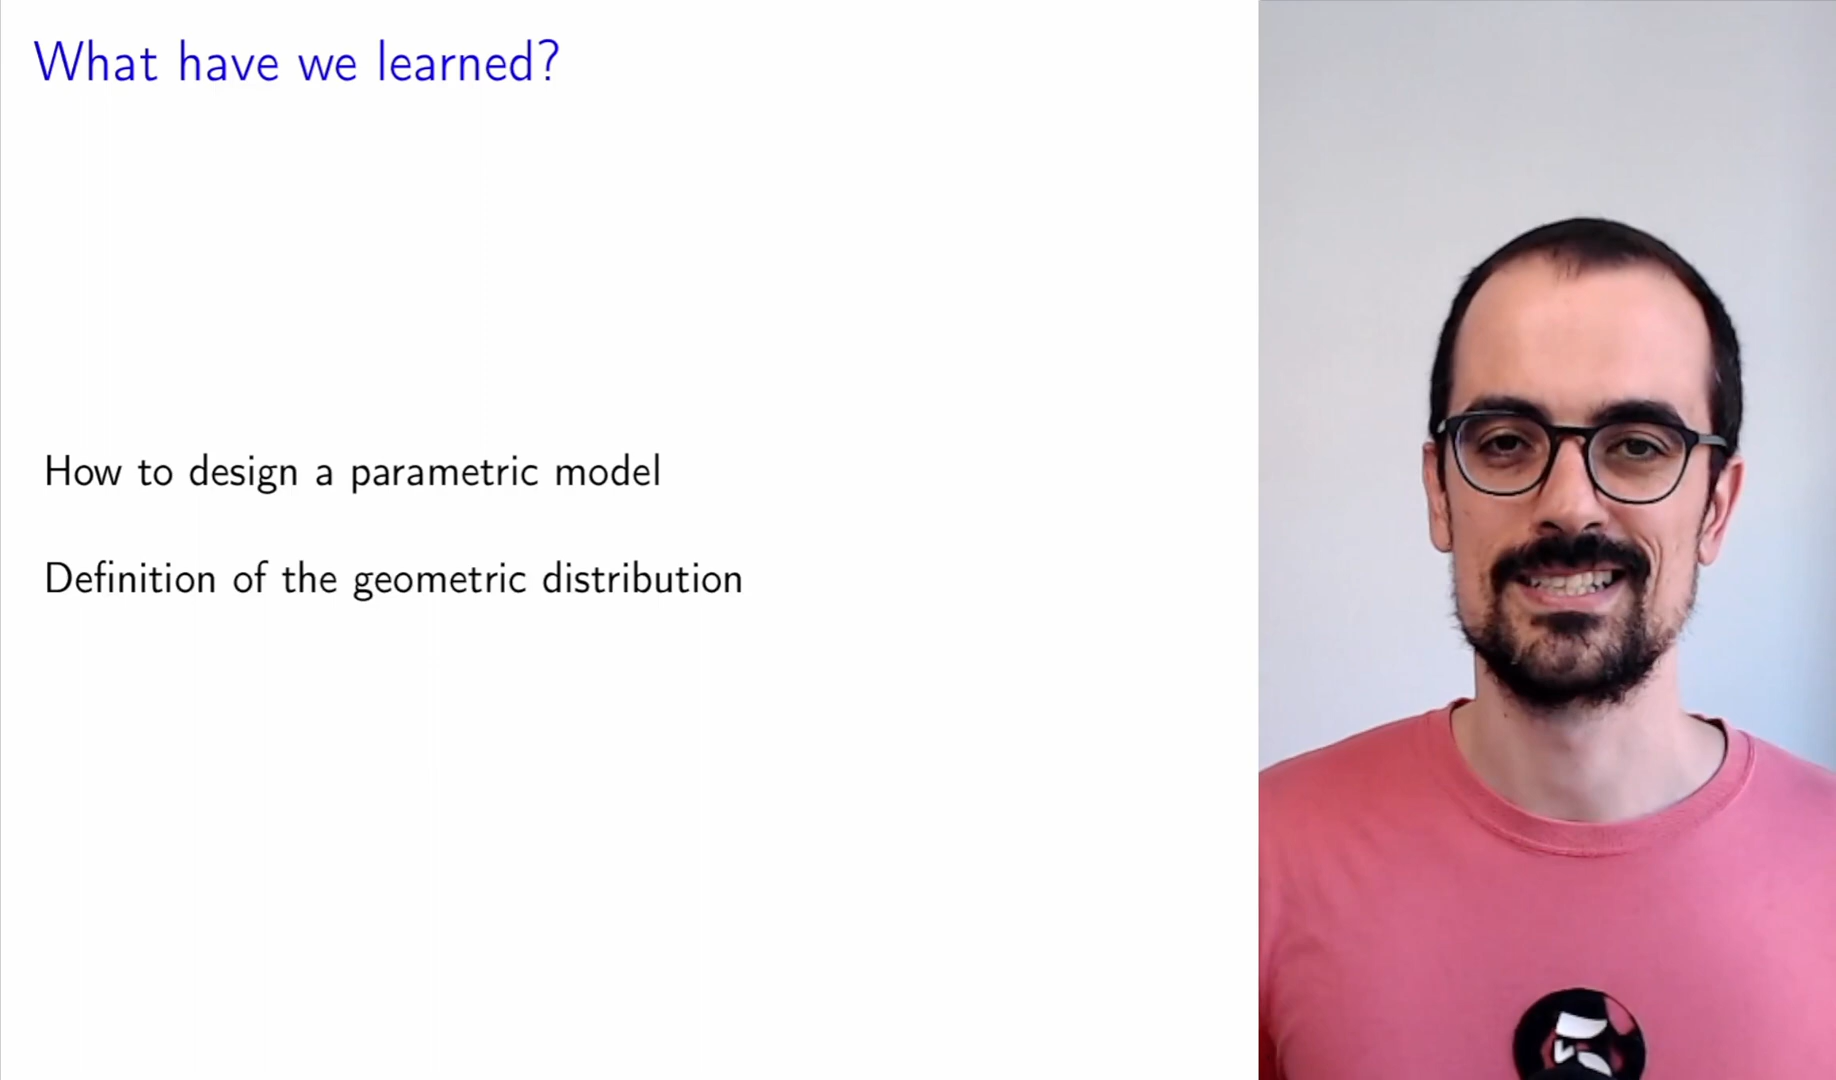 What have we learned?
How to design a parametric model
Definition of the geometric distribution